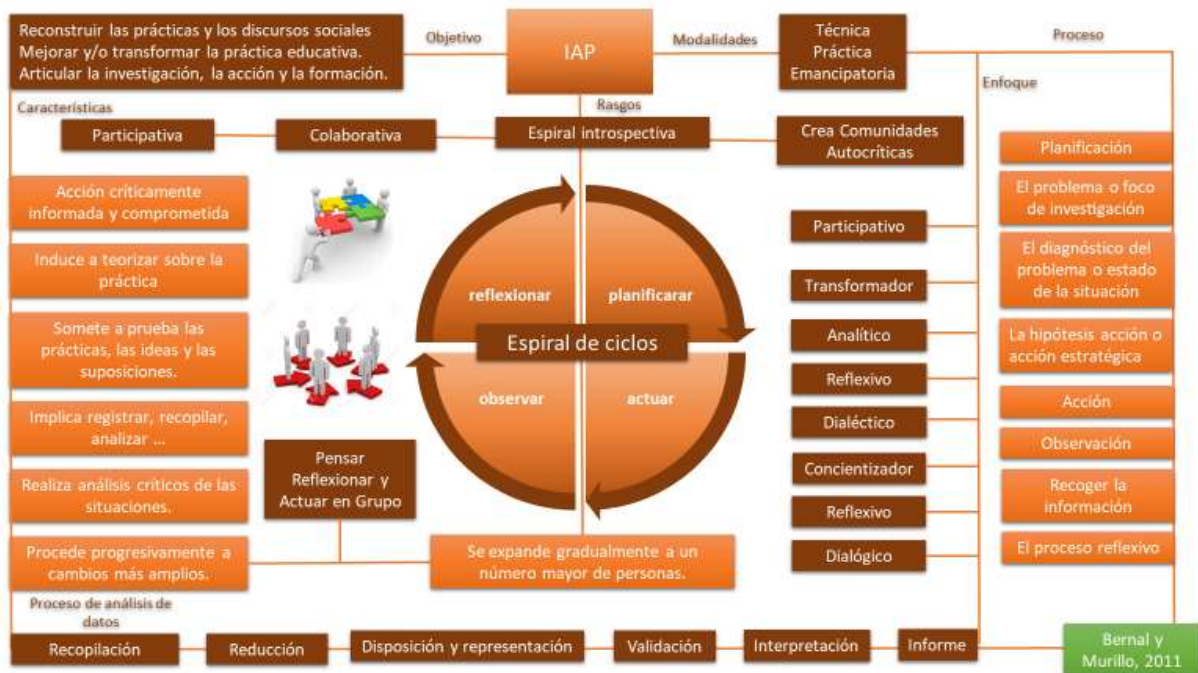 Reconstruir las prácticas y los discursos sociales
Mejorar y/o transformar la práctica educativa.
Articular la investigación, la acción y la formación.
Objetivo
IAP
Modalidades
Técnica
Práctica
Emancipatoria
Proceso
Enfoque
Características
Rasgos
Participativa
Colaborativa
Espiral introspectiva
Crea Comunidades
Autocríticas
Acción críticamente
informada y comprometida
Induce a teorizar sobre la
práctica
Somete a prueba las
prácticas, las ideas y las
suposiciones.
Implica registrar, recopilar,
analizar ...
Realiza análisis críticos de las
situaciones.
Procede progresivamente a
cambios más amplios.
reflexionar
planificarar
Espiral de ciclos
observar
actuar
Pensar
Reflexionar y
Actuar en Grupo
Se expande gradualmente a un
número mayor de personas.
Participativo
Transformador
Analítico
Reflexivo
Dialéctico
Concientizador
Reflexivo
Dialógico
Planificación
El problema o foco
de investigación
El diagnóstico del
problema o estado
de la situación
La hipótesis acción o
acción estratégica
Acción
Observación
Recoger la
información
El proceso reflexivo
Proceso de análisis de
datos
Recopilación
Reducción
Disposición y representación
Validación
Interpretación
Informe
Bernal y
Murillo, 2011